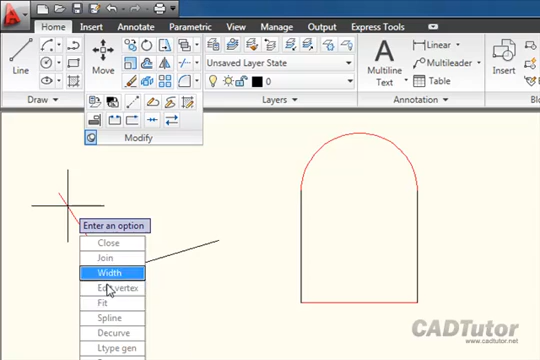 Home Insert Annotate Parametric View Manage Output Express Tools
Line
Move
Draw
Modify
Unsaved Layer State
0
Layers
A
Multiline
Text
Linear
Multileader
Table
Annotation
Insert
Enter an option
Close
Join
Width
Edit vertex
Fit
Spline
Decurve
Ltype gen
CADTutor
www.cadtutor.net